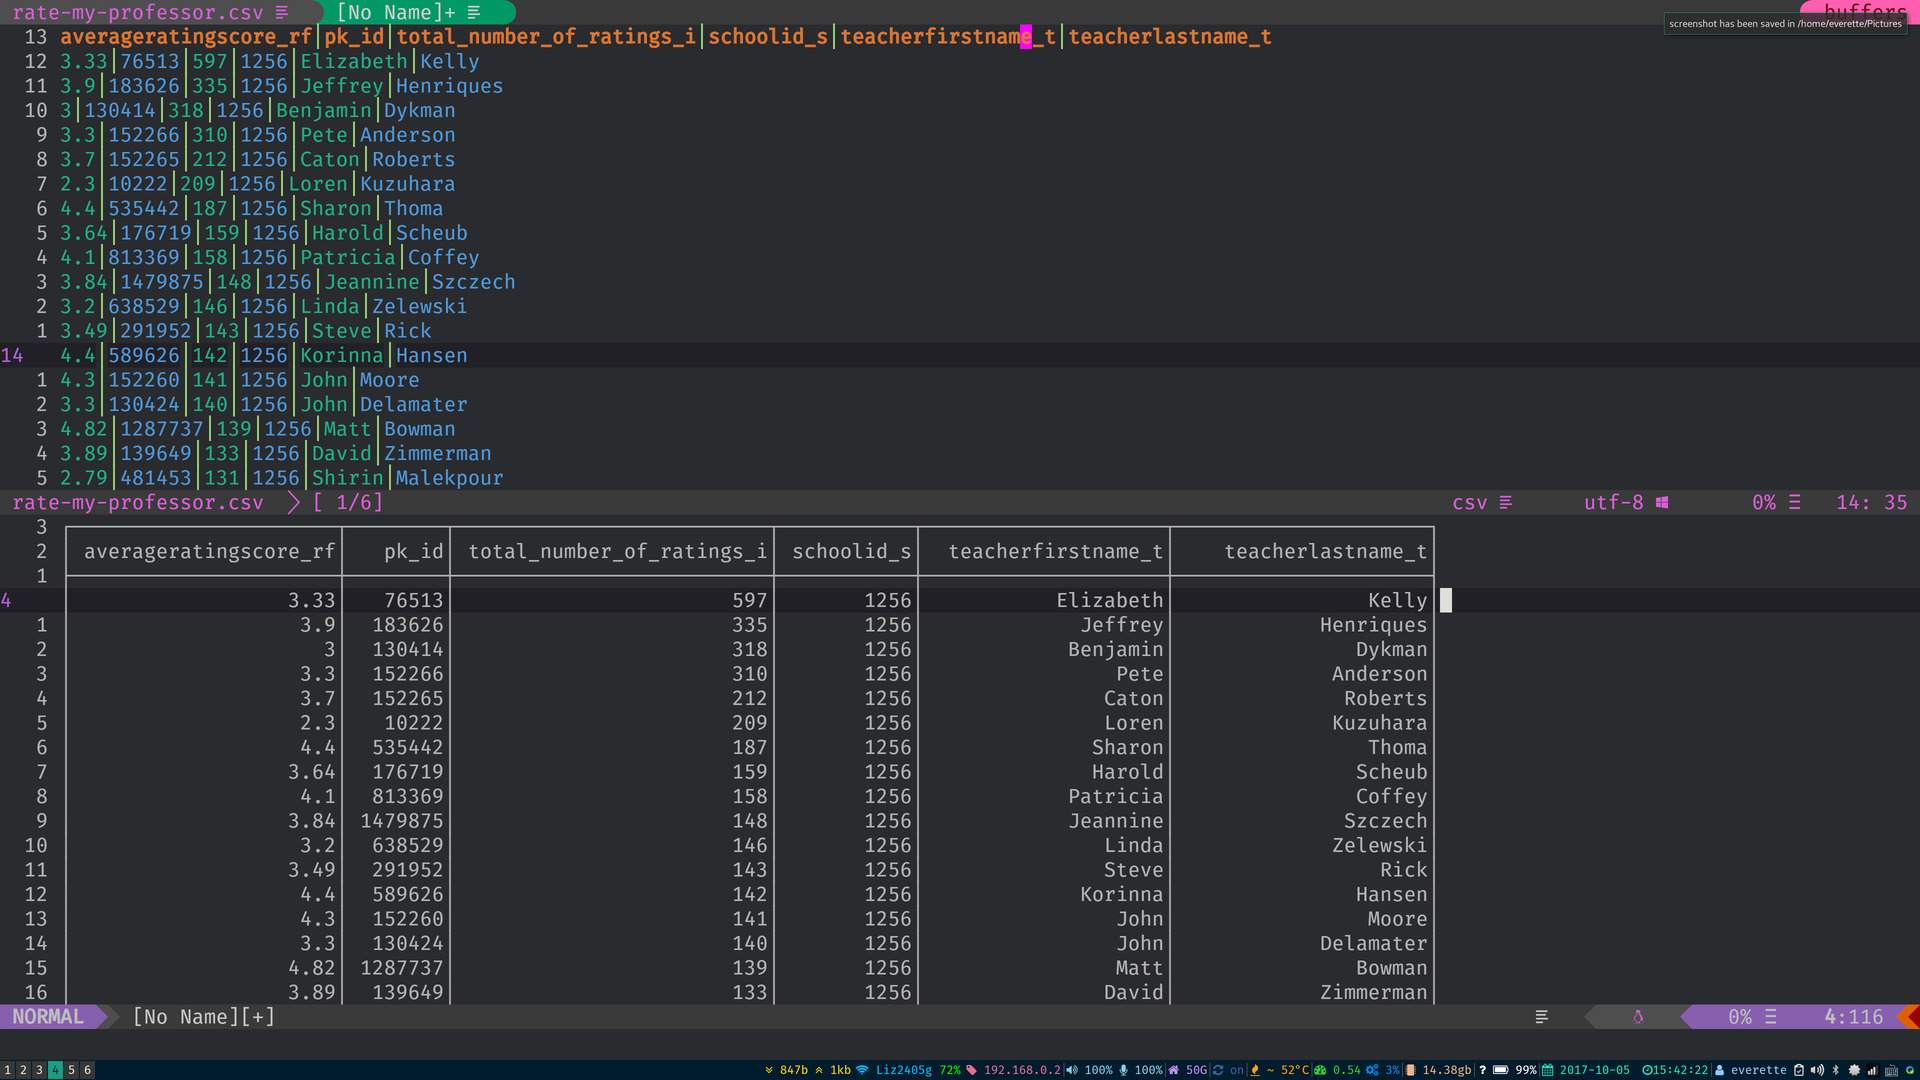 rate-my-professor.csv [No Name]+ buffers
screenshot has been saved in /home/everette/Pictures
13 averageratingscore_rf|pk_id|total_number_of_ratings_i|schoolid_s|teacherfirstname_t|teacherlastname_t
12 3.33|76513|597|1256|Elizabeth|Kelly
11 3.9|183626|335|1256|Jeffrey|Henriques
10 3|130414|318|1256|Benjamin|Dykman
9 3.3|152266|310|1256|Pete|Anderson
8 3.7|152265|212|1256|Caton|Roberts
7 2.3|10222|209|1256|Loren|Kuzuhara
6 4.4|535442|187|1256|Sharon|Thoma
5 3.64|176719|159|1256|Harold|Scheub
4 4.1|813369|158|1256|Patricia|Coffey
3 3.84|1479875|148|1256|Jeannine|Szczech
2 3.2|638529|146|1256|Linda|Zelewski
1 3.49|291952|143|1256|Steve|Rick
14 4.4|589626|142|1256|Korinna|Hansen
1 4.3|152260|141|1256|John|Moore
2 3.3|130424|140|1256|John|Delamater
3 4.82|1287737|139|1256|Matt|Bowman
4 3.89|139649|133|1256|David|Zimmerman
5 2.79|481453|131|1256|Shirin|Malekpour
rate-my-professor.csv [ 1/6] csv utf-8 0% 14: 35
3
2 averageratingscore_rf pk_id total_number_of_ratings_i schoolid_s teacherfirstname_t teacherlastname_t
1
4 3.33 76513 597 1256 Elizabeth Kelly
1 3.9 183626 335 1256 Jeffrey Henriques
2 3 130414 318 1256 Benjamin Dykman
3 3.3 152266 310 1256 Pete Anderson
4 3.7 152265 212 1256 Caton Roberts
5 2.3 10222 209 1256 Loren Kuzuhara
6 4.4 535442 187 1256 Sharon Thoma
7 3.64 176719 159 1256 Harold Scheub
8 4.1 813369 158 1256 Patricia Coffey
9 3.84 1479875 148 1256 Jeannine Szczech
10 3.2 638529 146 1256 Linda Zelewski
11 3.49 291952 143 1256 Steve Rick
12 4.4 589626 142 1256 Korinna Hansen
13 4.3 152260 141 1256 John Moore
14 3.3 130424 140 1256 John Delamater
15 4.82 1287737 139 1256 Matt Bowman
16 3.89 139649 133 1256 David Zimmerman
NORMAL [No Name][+] 0% 4:116
1 2 3 4 5 6 847b 1kb Liz2405g 72% 192.168.0.2 100% 100% 50G on ~ 52°C 0.54 3% 14.38gb ? 99% 2017-10-05 15:42:22 everette